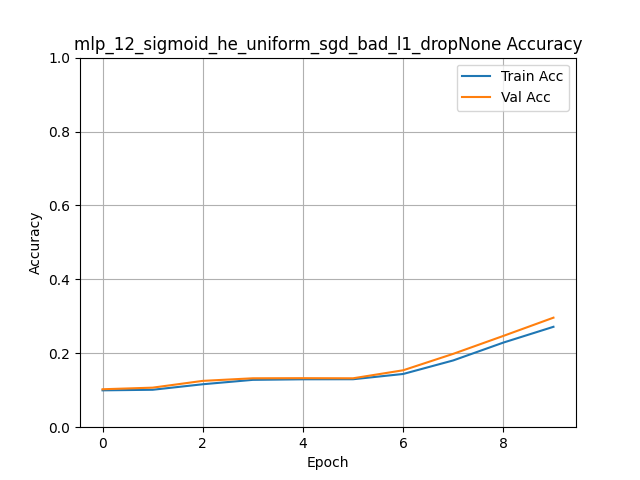 mlp_12_sigmoid_he_uniform_sgd_bad_l1_dropNone Accuracy
1.0
0.8
0.6
0.4
0.2
0.0
Accuracy
Train Acc
Val Acc
0 2 4 6 8
Epoch